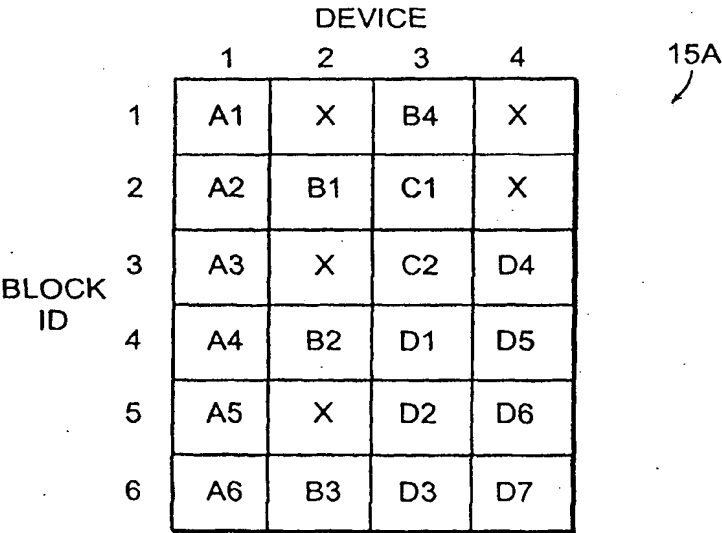 DEVICE
1 2 3 4
15A
1 A1 X B4 X
2 A2 B1 C1 X
3 A3 X C2 D4
BLOCK
ID
4 A4 B2 D1 D5
5 A5 X D2 D6
6 A6 B3 D3 D7